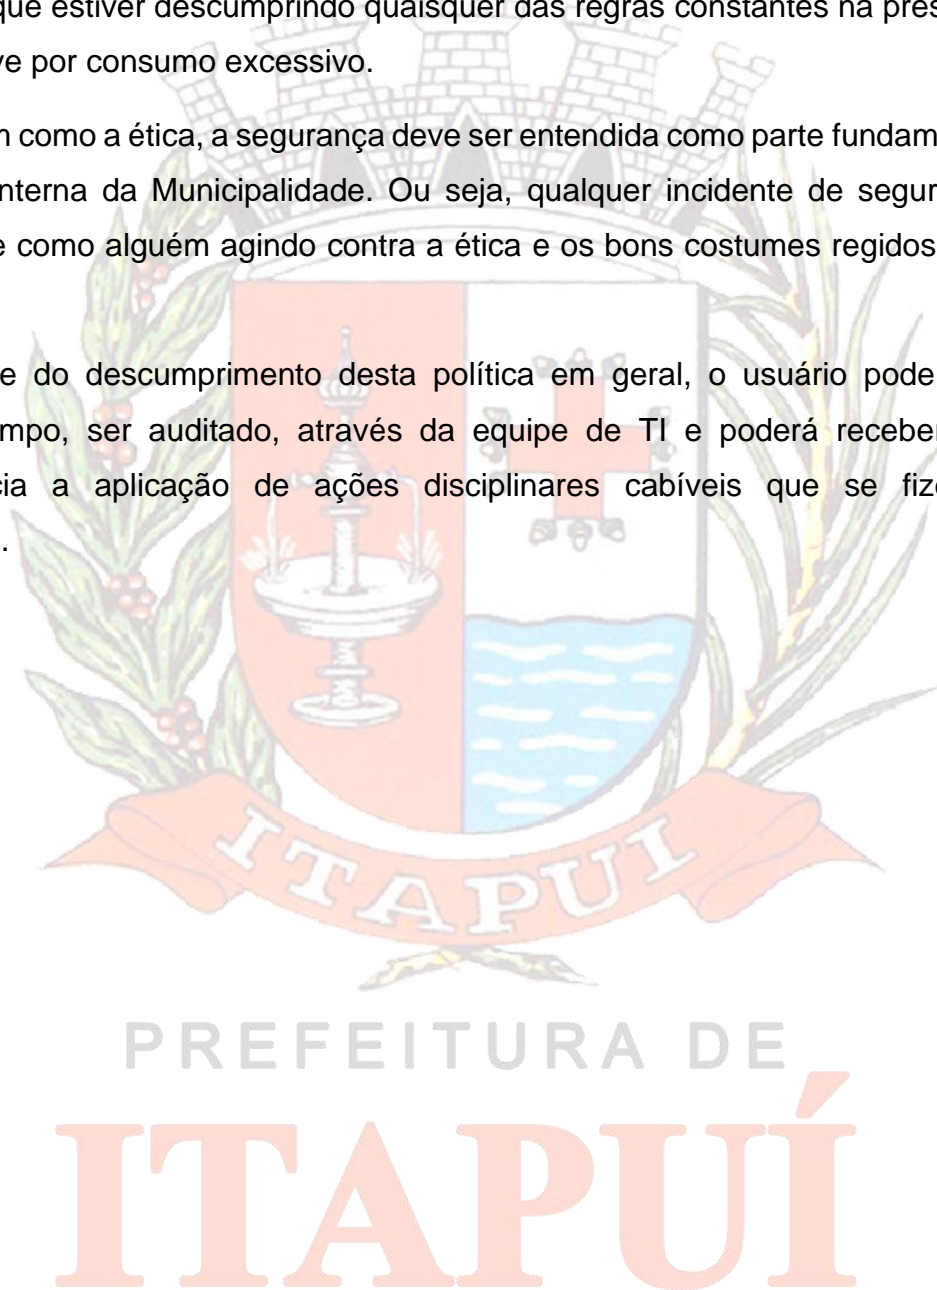 que estiver descumprindo quaisquer das regras constantes na pres
ve por consumo excessivo.
m como a ética, a segurança deve ser entendida como parte fundam
nterna da Municipalidade. Ou seja, qualquer incidente de segur
e como alguém agindo contra a ética e os bons costumes regidos
e do descumprimento desta política em geral, o usuário pode
mpo, ser auditado, através da equipe de TI e poderá receber
cia a aplicação de ações disciplinares cabíveis que se fiz
.
ITAPUI
PREFEITURA DE
ITAPUÍ